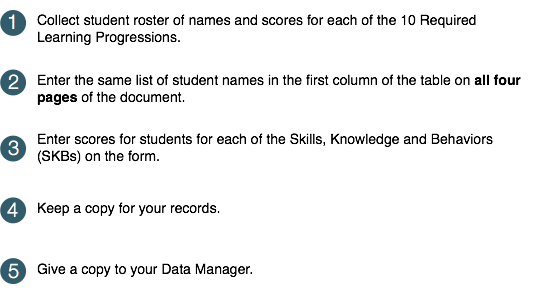 1 Collect student roster of names and scores for each of the 10 Required
Learning Progressions.
2 Enter the same list of student names in the first column of the table on all four
pages of the document.
3 Enter scores for students for each of the Skills, Knowledge and Behaviors
(SKBs) on the form.
4 Keep a copy for your records.
5 Give a copy to your Data Manager.